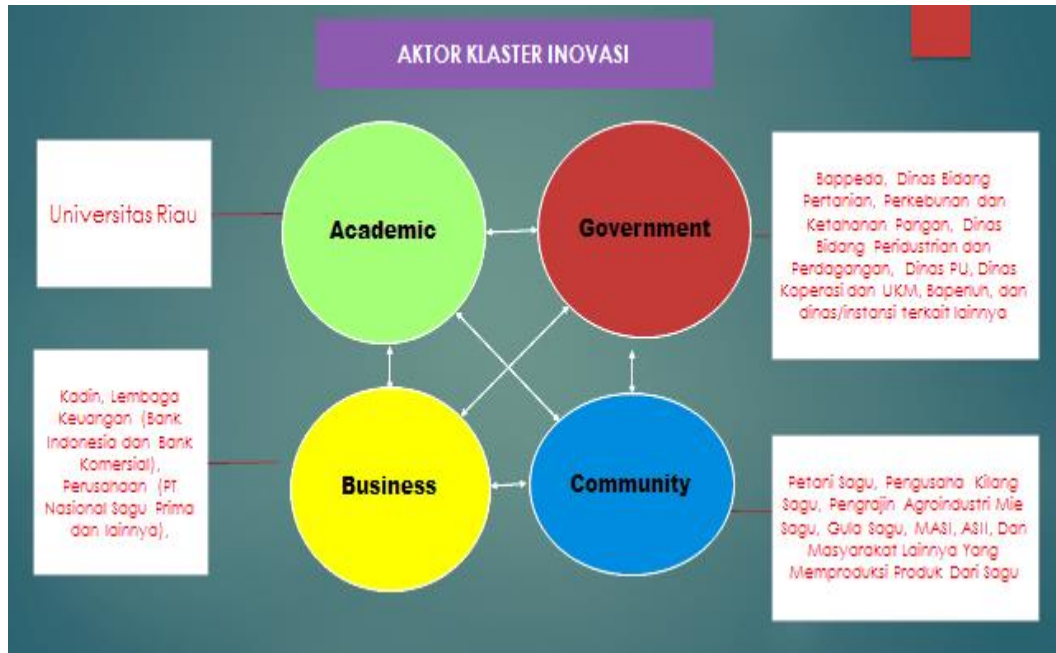 AKTOR KLASTER INOVASI
Universitas Riau
Academic
Government
Bappeda, Dinas Bidang
Pertanian, Perkebunan dan
Ketahanan Pangan, Dinas
Bidang Peridustrian dan
Perdagangan, Dinas PU, Dinas
Koperasi dan UKM, Baperluh, dan
dinas/instansi terkait lainnya
Kadin, Lembaga
Keuangan (Bank
Indonesia dan Bank
Komersial),
Perusahaan (PT
Nasional Sagu Prima
dan lainnya),
Business
Community
Petani Sagu, Pengusaha Kilang
Sagu, Pengrajin Agroindustri Mie
Sagu, Gula Sagu, MASI, ASII, Dan
Masyarakat Lainnya Yang
Memproduksi Produk Dari Sagu